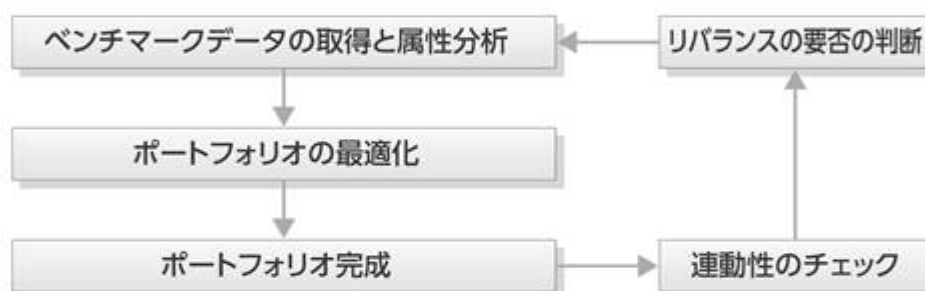 ベンチマークデータの取得と属性分析
リバランスの要否の判断
ポートフォリオの最適化
ポートフォリオ完成
連動性のチェック